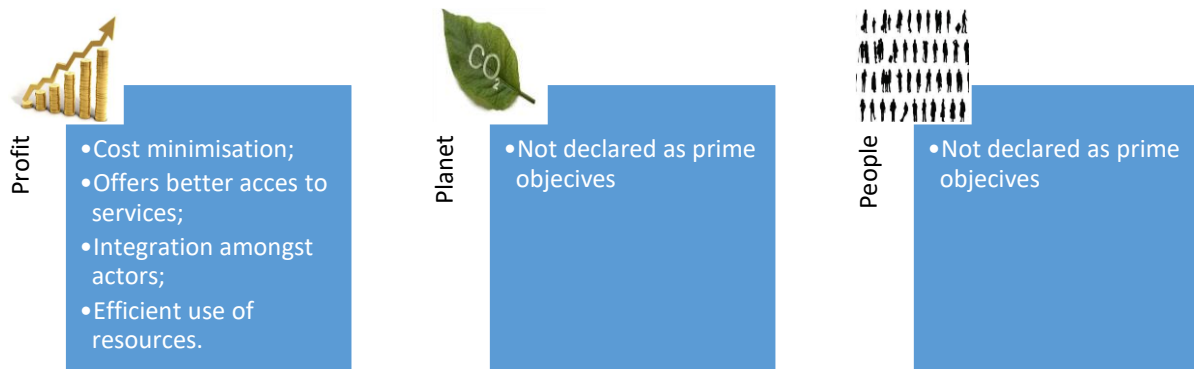 Profit
•Cost minimisation;
•Offers better acces to
services;
•Integration amongst
actors;
•Efficient use of
resources.
CO2
Planet
•Not declared as prime
objecives
People
•Not declared as prime
objecives